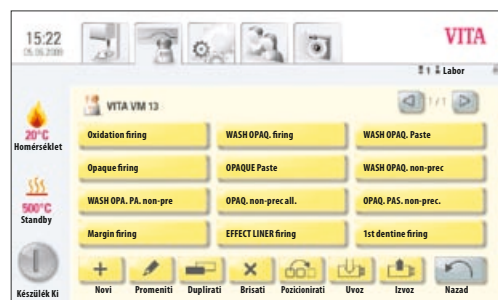 15:22
05.06.2009
VITA
1 Labor
VITA VM 13
1/1
20°C
Homérséklet
Oxidation firing
WASH OPAQ. firing
WASH OPAQ. Paste
Opaque firing
OPAQUE Paste
WASH OPAQ. non-prec
500°C
Standby
WASH OPA. PA. non-pre
OPAQ. non-prec all.
OPAQ. PAS. non-prec.
Margin firing
EFFECT LINER firing
1st dentine firing
Készülék Ki
Novi
Promeniti
Duplirati
Brisati
Pozicionirati
Uvoz
Izvoz
Nazad